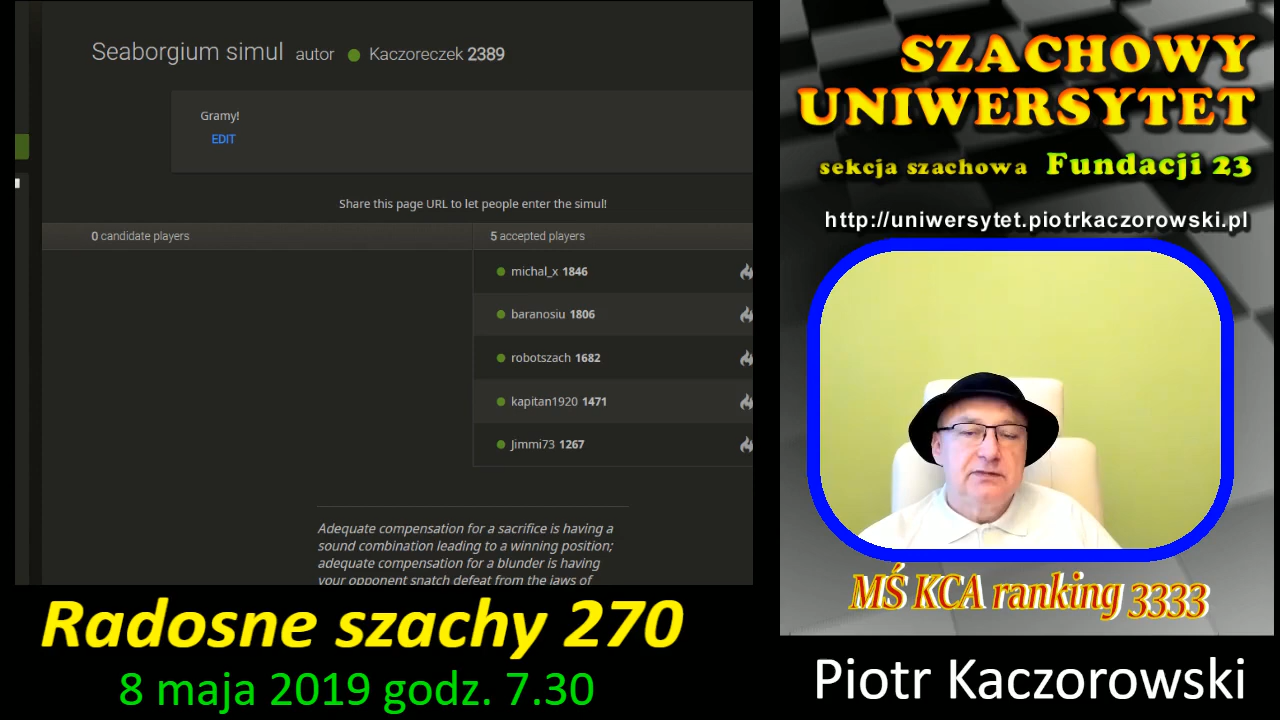 Seaborgium simul autor Kaczoreczek 2389
Gramy!
EDIT
Share this page URL to let people enter the simul!
0 candidate players
5 accepted players
michal_x 1846
baranosiu 1806
robotszach 1682
kapitan1920 1471
Jimmi73 1267
Adequate compensation for a sacrifice is having a
sound combination leading to a winning position;
adequate compensation for a blunder is having
your opponent snatch defeat from the jaws of
Radosne szachy 270
8 maja 2019 godz. 7.30
SZACHOWY
UNIWERSYTET
sekcja szachowa Fundacji 23
http://uniwersytet.piotrkaczorowski.pl
MŚ KCA ranking 3333
Piotr Kaczorowski